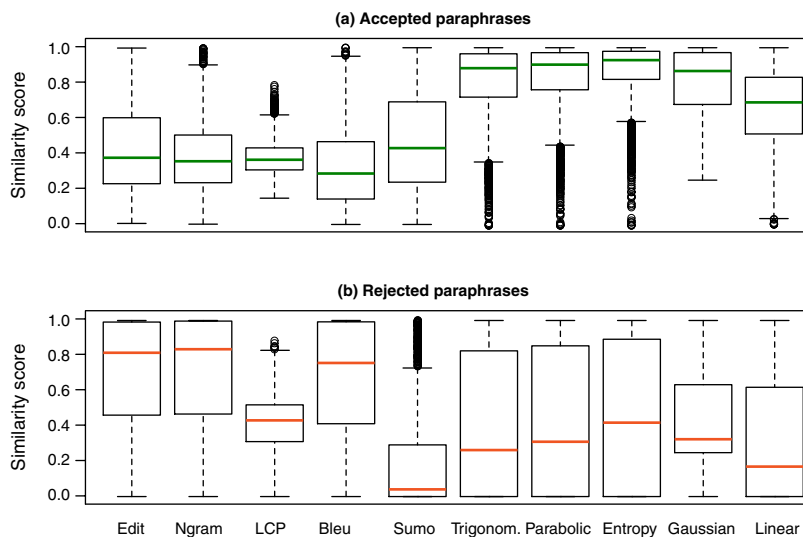 (a) Accepted paraphrases
Similarity score
1.0
0.8
0.6
0.4
0.2
0.0
(b) Rejected paraphrases
Similarity score
1.0
0.8
0.6
0.4
0.2
0.0
Edit Ngram LCP Bleu Sumo Trigonom. Parabolic Entropy Gaussian Linear